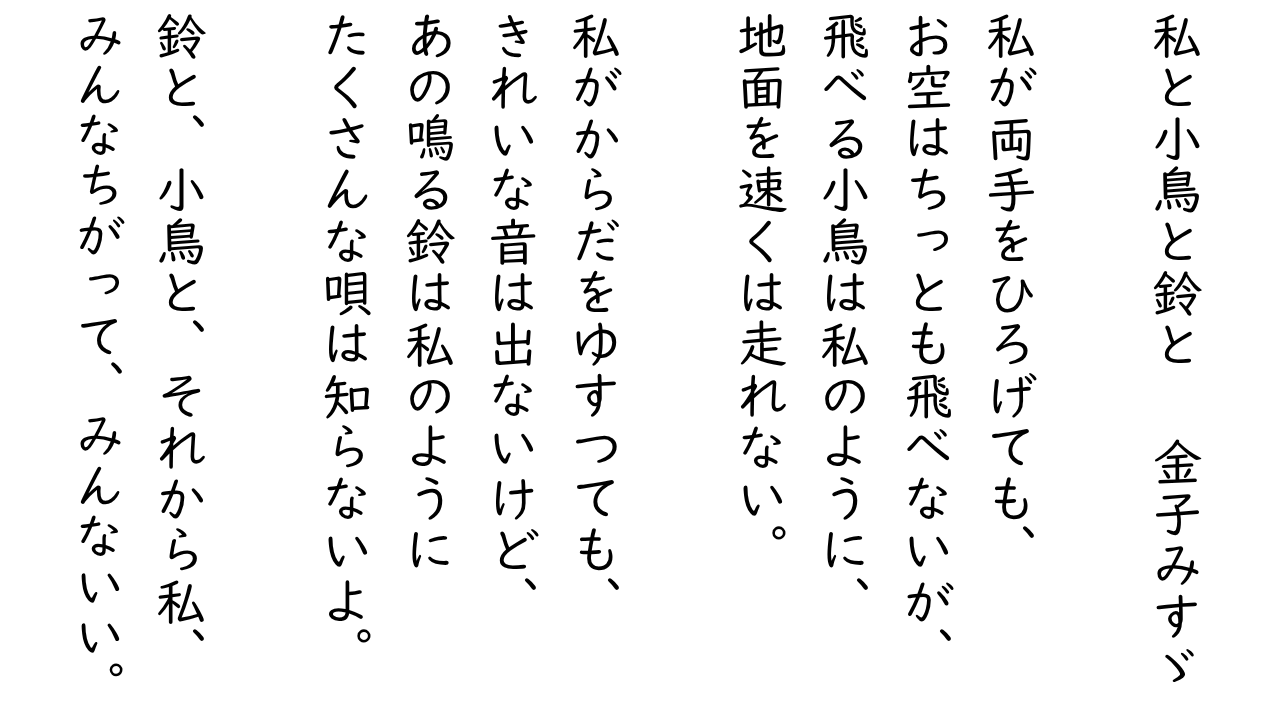 私と小鳥と鈴と　金子みすゞ
私が両手をひろげても、
お空はちっとも飛べないが、
飛べる小鳥は私のように、
地面を速くは走れない。
私がからだをゆすつても、
きれいな音は出ないけど、
あの鳴る鈴は私のように
たくさんな唄は知らないよ。
鈴と、小鳥と、それから私、
みんなちがって、みんないい。